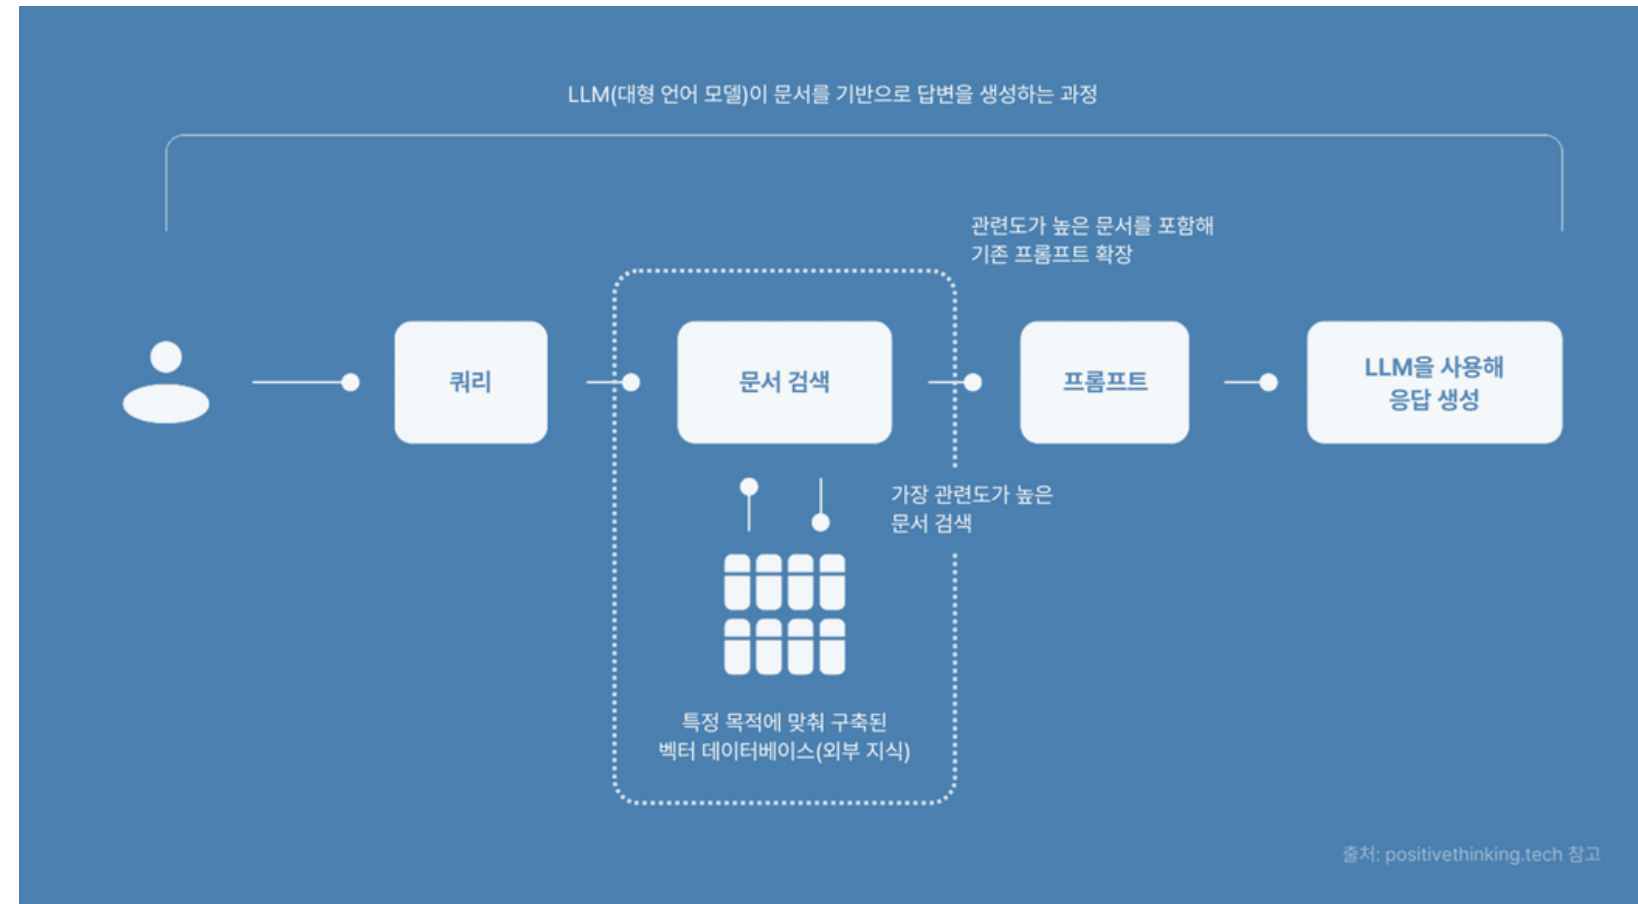 LLM(대형 언어 모델)이 문서를 기반으로 답변을 생성하는 과정
관련도가 높은 문서를 포함해
기존 프롬프트 확장
쿼리
문서 검색
프롬프트
LLM을 사용해
응답 생성
가장 관련도가 높은
문서 검색
특정 목적에 맞춰 구축된
벡터 데이터베이스(외부 지식)
출처: positivethinking.tech 참고